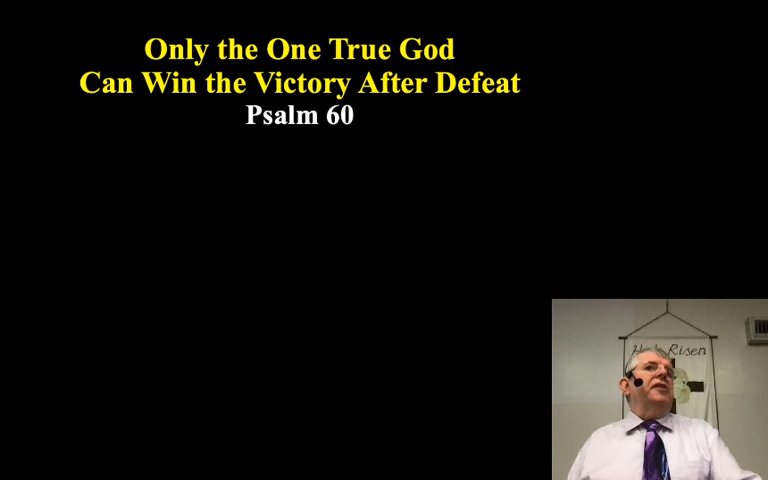 Only the One True God
Can Win the Victory After Defeat
Psalm 60
Risen